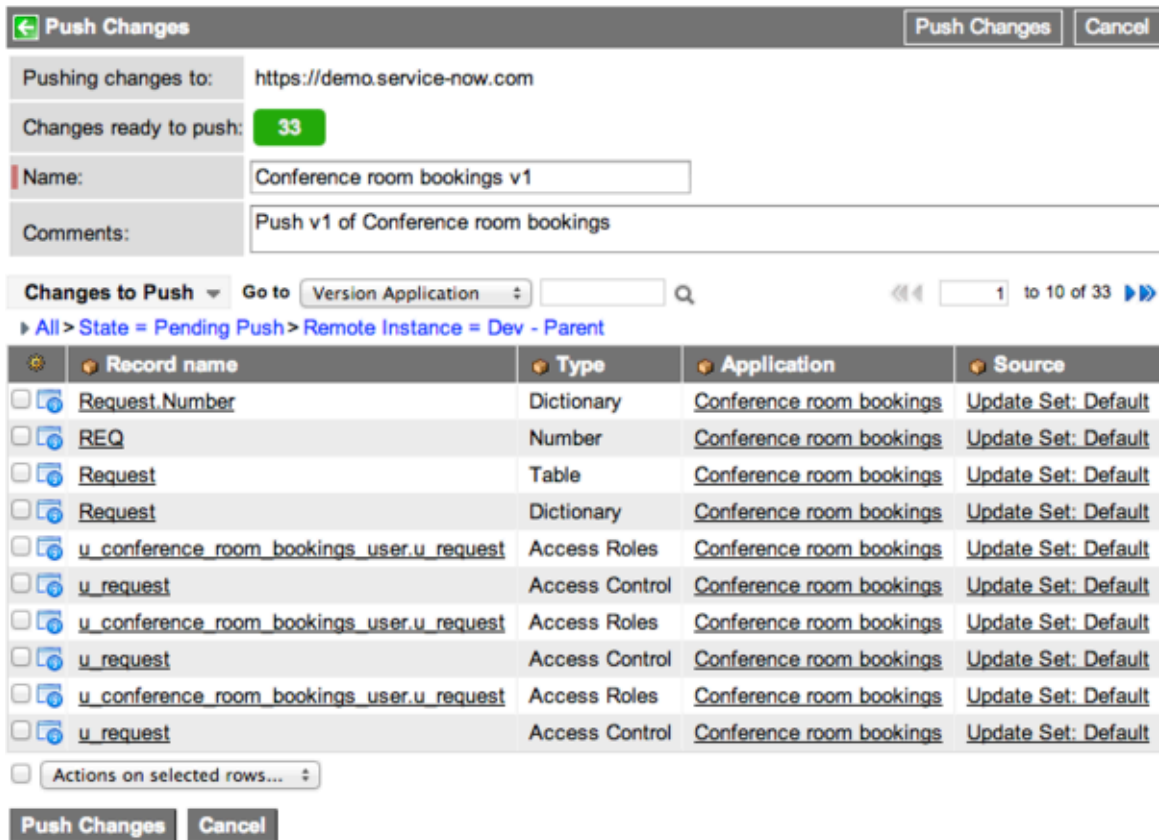 Push Changes Push Changes Cancel
Pushing changes to: https://demo.service-now.com
Changes ready to push: 33
Name: Conference room bookings v1
Comments: Push v1 of Conference room bookings
Changes to Push Go to Version Application 1 to 10 of 33
All > State = Pending Push > Remote Instance = Dev - Parent
Record name Type Application Source
Request.Number Dictionary Conference room bookings Update Set: Default
REQ Number Conference room bookings Update Set: Default
Request Table Conference room bookings Update Set: Default
Request Dictionary Conference room bookings Update Set: Default
u_conference_room_bookings_user.u_request Access Roles Conference room bookings Update Set: Default
u_request Access Control Conference room bookings Update Set: Default
u_conference_room_bookings_user.u_request Access Roles Conference room bookings Update Set: Default
u_request Access Control Conference room bookings Update Set: Default
u_conference_room_bookings_user.u_request Access Roles Conference room bookings Update Set: Default
u_request Access Control Conference room bookings Update Set: Default
Actions on selected rows...
Push Changes Cancel